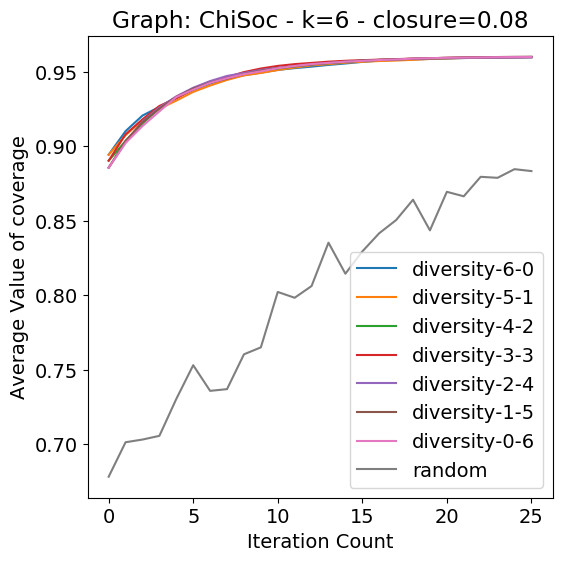 Graph: ChiSoc - k=6 - closure=0.08
Average Value of coverage
0.95
0.90
0.85
0.80
0.75
0.70
diversity-6-0
diversity-5-1
diversity-4-2
diversity-3-3
diversity-2-4
diversity-1-5
diversity-0-6
random
0 5 10 15 20 25
Iteration Count